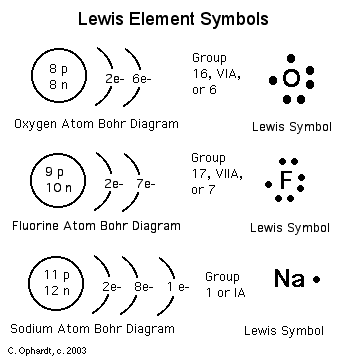 Lewis Element Symbols
8 p
8 n
2e- 6e-
Group
16, VIA,
or 6
O
Oxygen Atom Bohr Diagram
Lewis Symbol
9 p
10 n
2e- 7e-
Group
17, VIIA,
or 7
F
Fluorine Atom Bohr Diagram
Lewis Symbol
11 p
12 n
2e- 8e- 1 e-
Group
1 or IA
Na
Sodium Atom Bohr Diagram
Lewis Symbol
C. Ophardt, c. 2003